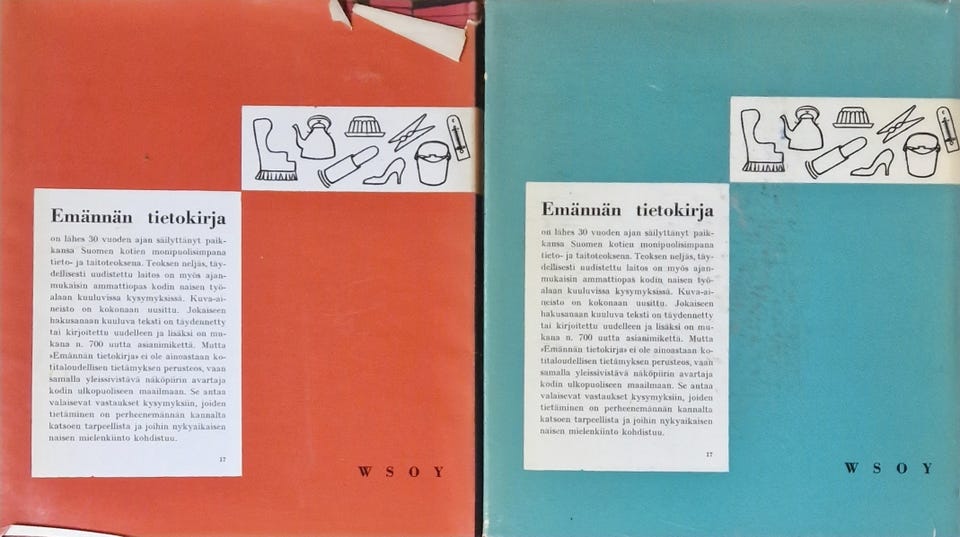 Emännän tietokirja
on lähes 30 vuoden ajan säilyttänyt paik-
kansa Suomen kotien monipuolisimpana
tieto- ja taitoteoksena. Teoksen neljäs, täy-
dellisesti uudistettu laitos on myös ajan-
mukaisin ammattiopas kodin naisen työ-
alaan kuuluvissa kysymyksissä. Kuva-ai-
neisto on kokonaan uusittu. Jokaiseen
hakusanaan kuuluva teksti on täydennetty
tai kirjoitettu uudelleen ja lisäksi on mu-
kana n. 700 uutta asianimikettä. Mutta
»Emännän tietokirja» ei ole ainoastaan ko-
titaloudellisen tietämyksen perusteos, vaan
samalla yleissivistävä näköpiirin avartaja
kodin ulkopuoliseen maailmaan. Se antaa
valaisevat vastaukset kysymyksiin, joiden
tietäminen on perheenemännän kannalta
katsoen tarpeellista ja joihin nykyaikaisen
naisen mielenkiinto kohdistuu.
17
WSOY
Emännän tietokirja
on lähes 30 vuoden ajan säilyttänyt paik-
kansa Suomen kotien monipuolisimpana
tieto- ja taitoteoksena. Teoksen neljäs, täy-
dellisesti uudistettu laitos on myös ajan-
mukaisin ammattiopas kodin naisen työ-
alaan kuuluvissa kysymyksissä. Kuva-ai-
neisto on kokonaan uusittu. Jokaiseen
hakusanaan kuuluva teksti on täydennetty
tai kirjoitettu uudelleen ja lisäksi on mu-
kana n. 700 uutta asianimikettä. Mutta
»Emännän tietokirja» ei ole ainoastaan ko-
titaloudellisen tietämyksen perusteos, vaan
samalla yleissivistävä näköpiirin avartaja
kodin ulkopuoliseen maailmaan. Se antaa
valaisevat vastaukset kysymyksiin, joiden
tietäminen on perheenemännän kannalta
katsoen tarpeellista ja joihin nykyaikaisen
naisen mielenkiinto kohdistuu.
17
WSOY